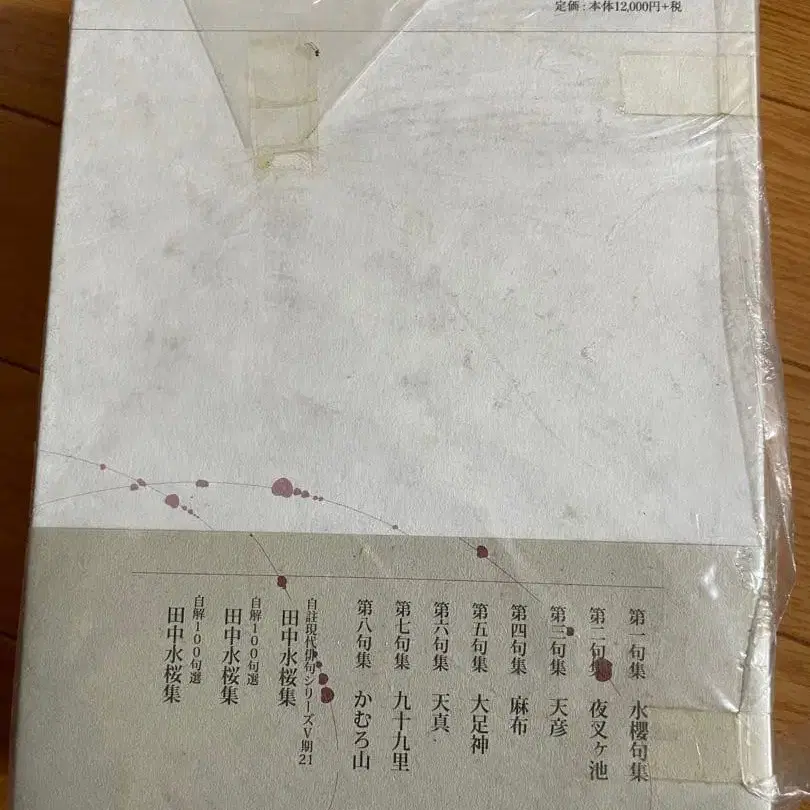 定価：本体12,000円+税
第一句集　水櫻句集
第二句集　夜叉ヶ池
第三句集　天彦
第四句集　麻布
第五句集　大足神
第六句集　天真
第七句集　九十九里
第八句集　かむろ山
自註現代俳句シリーズV期21
田中水桜集
自解100句選
田中水桜集
自解100句選
田中水桜集